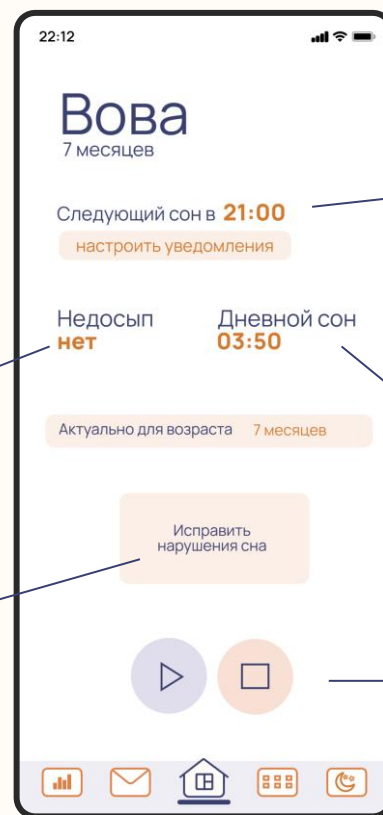 22:12
Вова
7 месяцев
Следующий сон в 21:00
настроить уведомления
Недосып Дневной сон
нет 03:50
Актуально для возраста 7 месяцев
Исправить
нарушения сна